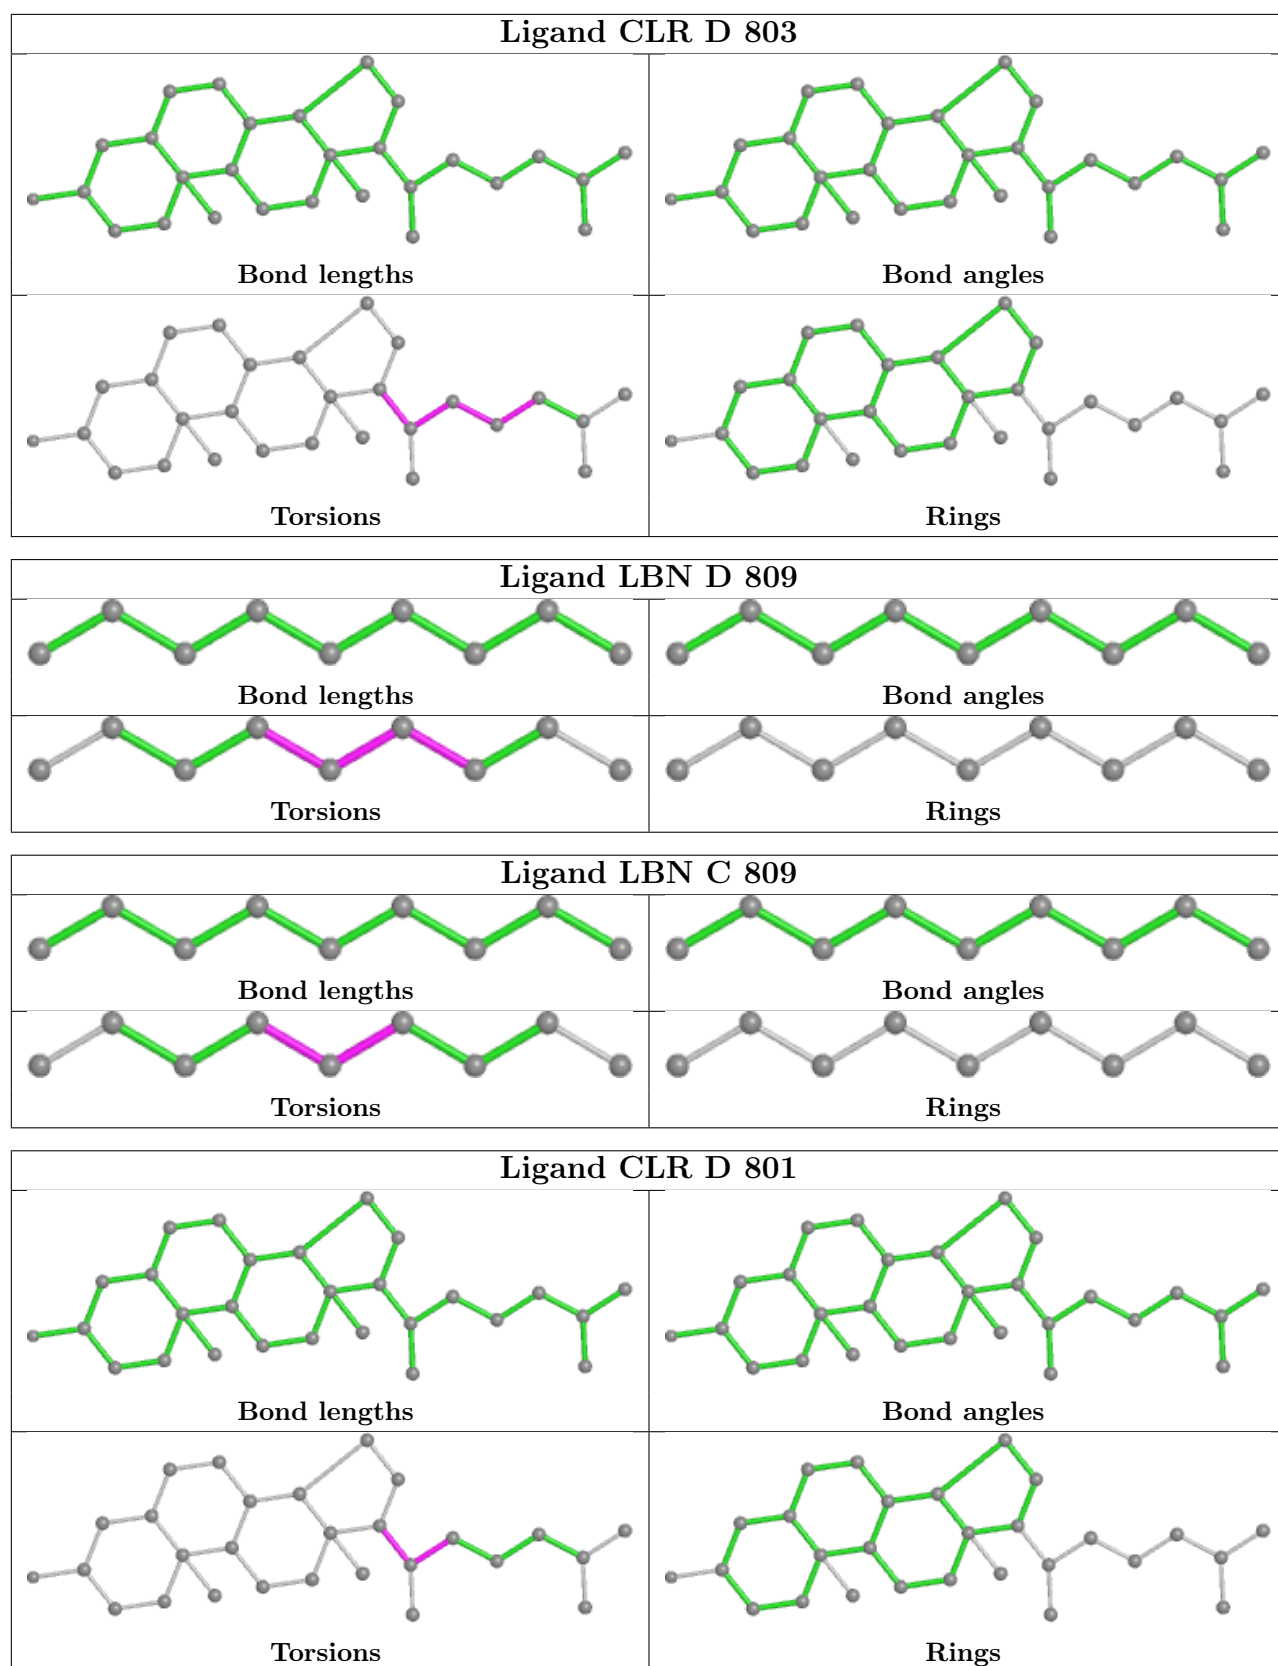 Ligand CLR D 803
Bond lengths
Bond angles
Torsions
Rings
Ligand LBN D 809
Bond lengths
Bond angles
Torsions
Rings
Ligand LBN C 809
Bond lengths
Bond angles
Torsions
Rings
Ligand CLR D 801
Bond lengths
Bond angles
Torsions
Rings